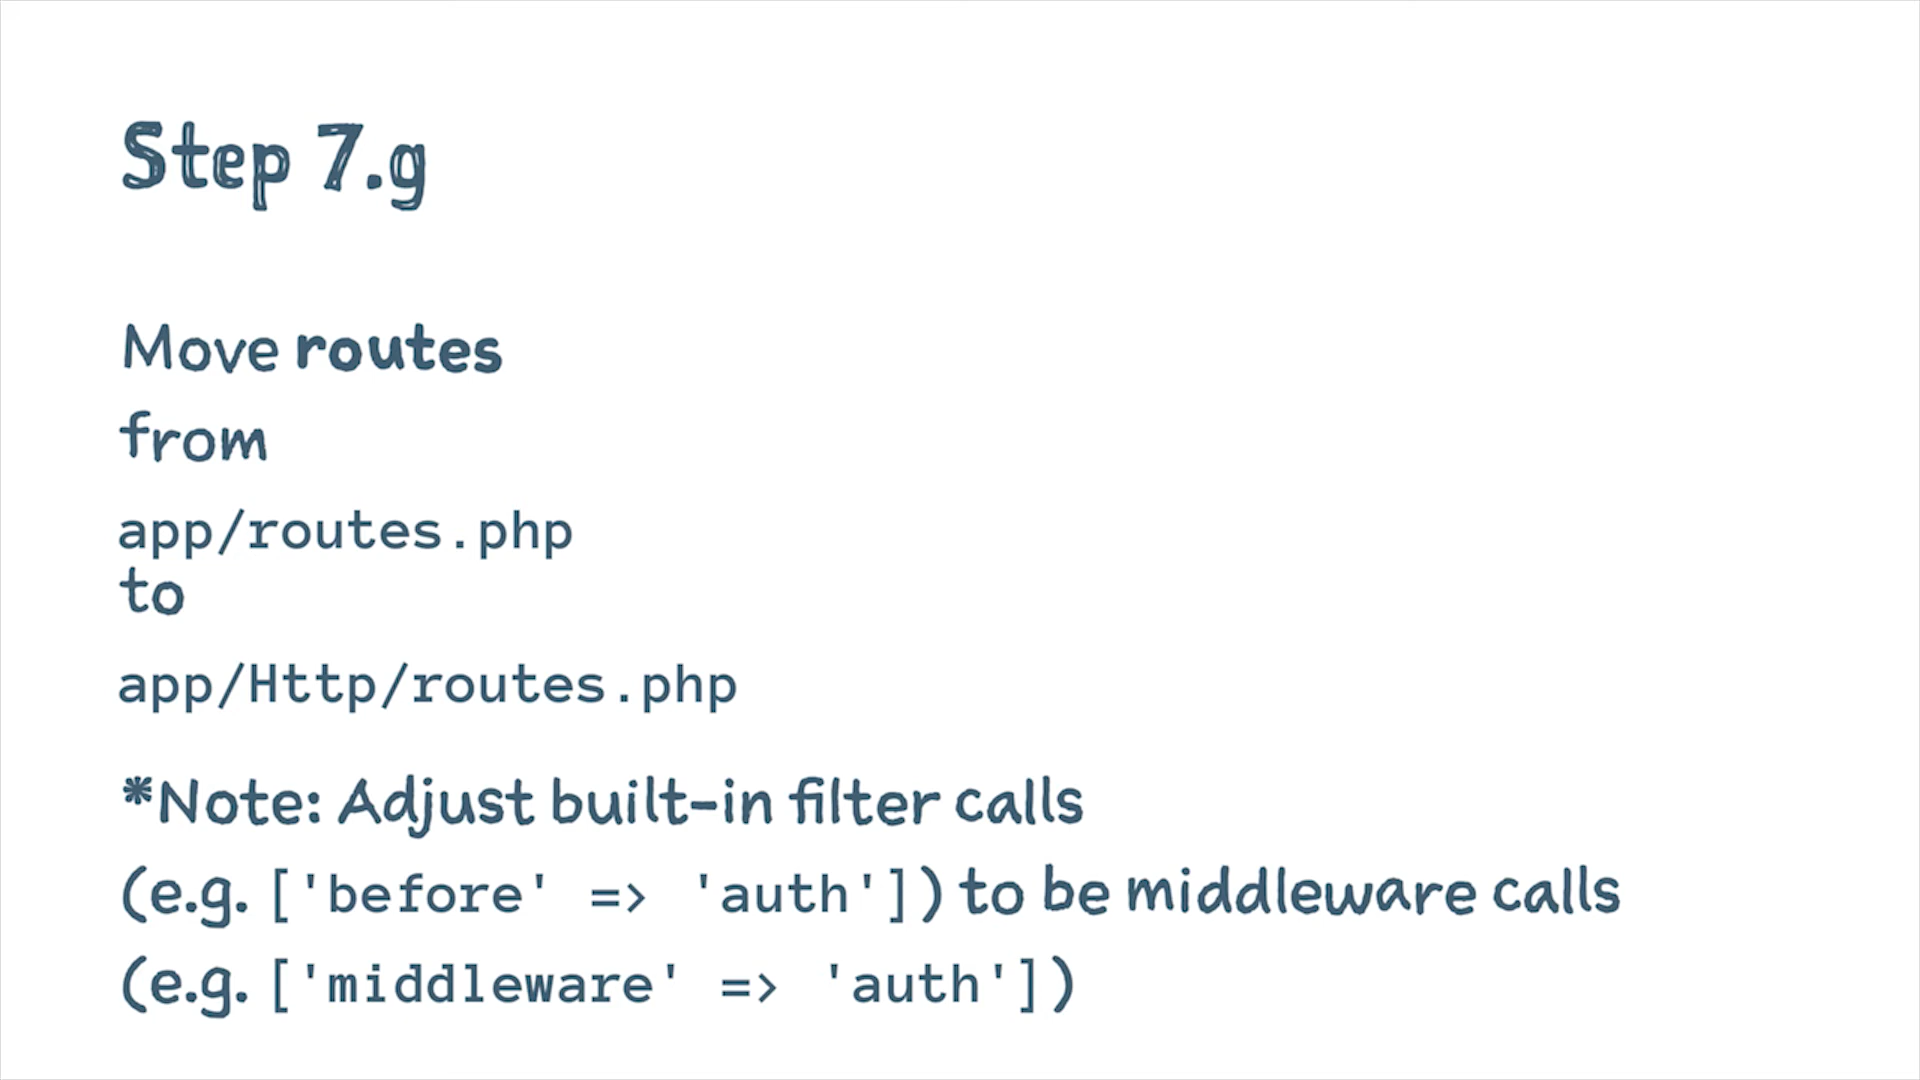 Step 7.g
Move routes
from
app/routes.php
to
app/Http/routes.php
*Note: Adjust built-in filter calls
(e.g. ['before' => 'auth']) to be middleware calls
(e.g. ['middleware' => 'auth'])